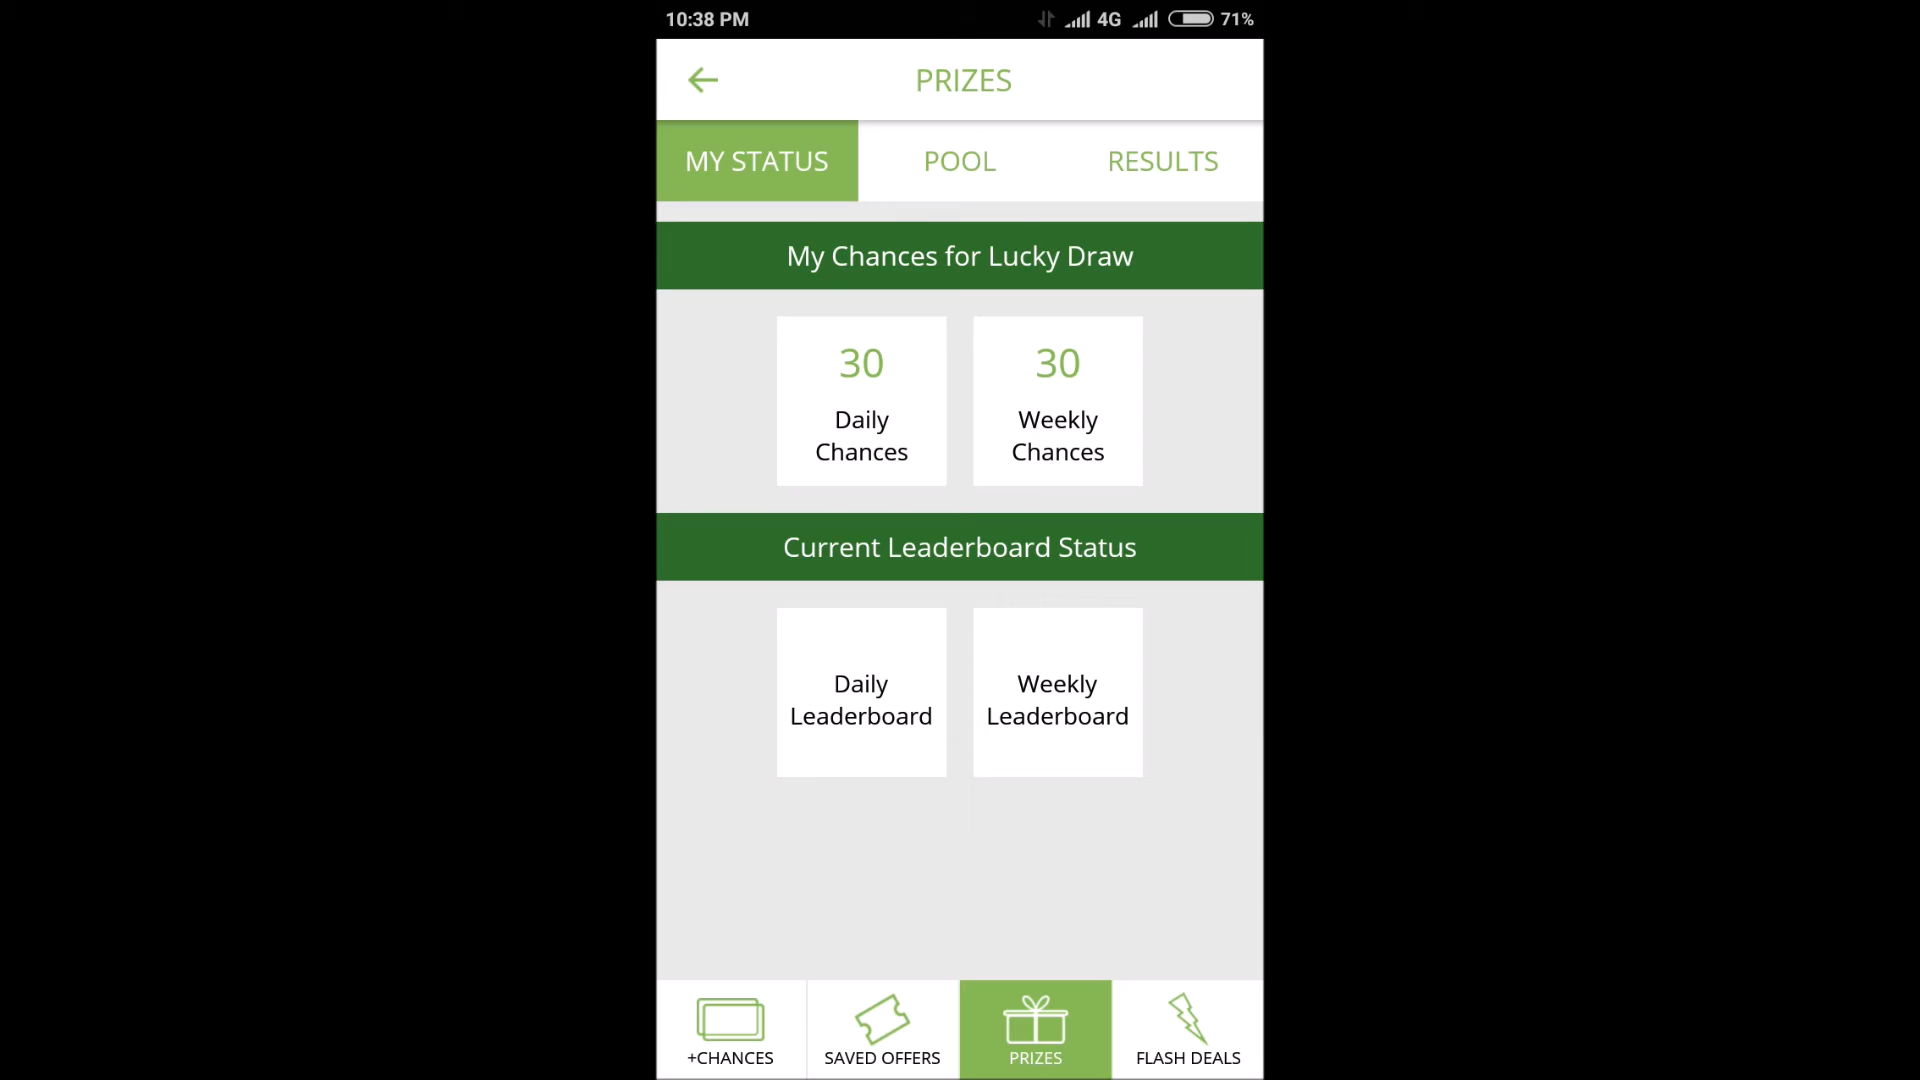 10:38 PM 4G 71%
PRIZES
MY STATUS POOL RESULTS
My Chances for Lucky Draw
30 30
Daily Weekly
Chances Chances
Current Leaderboard Status
Daily Weekly
Leaderboard Leaderboard
+CHANCES SAVED OFFERS PRIZES FLASH DEALS